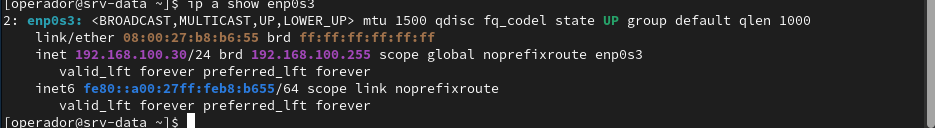 [operador@srv-data ~]$ ip a show enp0s3
2: enp0s3: <BROADCAST,MULTICAST,UP,LOWER_UP> mtu 1500 qdisc fq_codel state UP group default qlen 1000
    link/ether 08:00:27:b8:b6:55 brd ff:ff:ff:ff:ff:ff
    inet 192.168.100.30/24 brd 192.168.100.255 scope global noprefixroute enp0s3
       valid_lft forever preferred_lft forever
    inet6 fe80::a00:27ff:feb8:b655/64 scope link noprefixroute
       valid_lft forever preferred_lft forever
[operador@srv-data ~]$